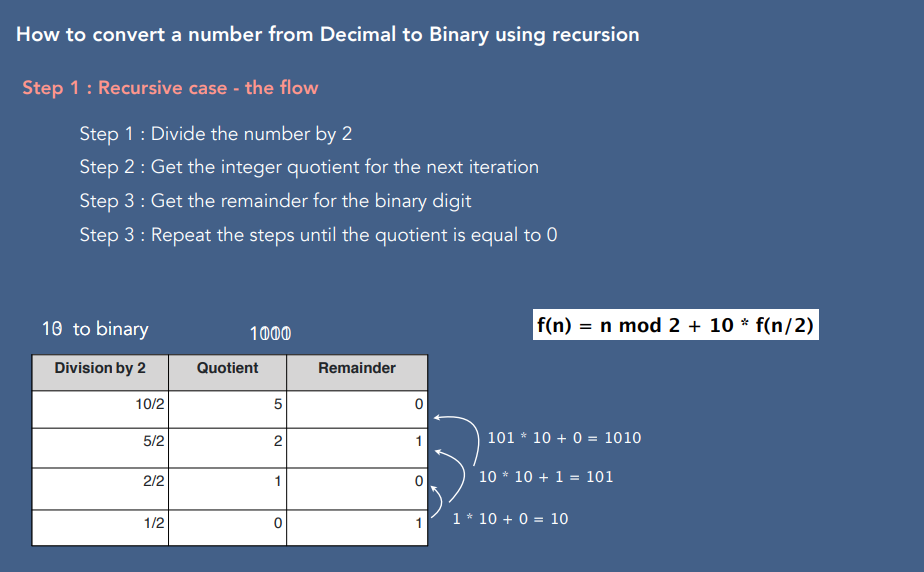 How to convert a number from Decimal to Binary using recursion
Step 1 : Recursive case - the flow
Step 1 : Divide the number by 2
Step 2 : Get the integer quotient for the next iteration
Step 3 : Get the remainder for the binary digit
Step 3 : Repeat the steps until the quotient is equal to 0
to binary
f(n) = n mod 2 + 10 * f(n/2)
Division by 2 Quotient Remainder
10/2 5 0
5/2 2 1
2/2 1 0
1/2 0 1
101 * 10 + 0 = 1010
10 * 10 + 1 = 101
1 * 10 + 0 = 10